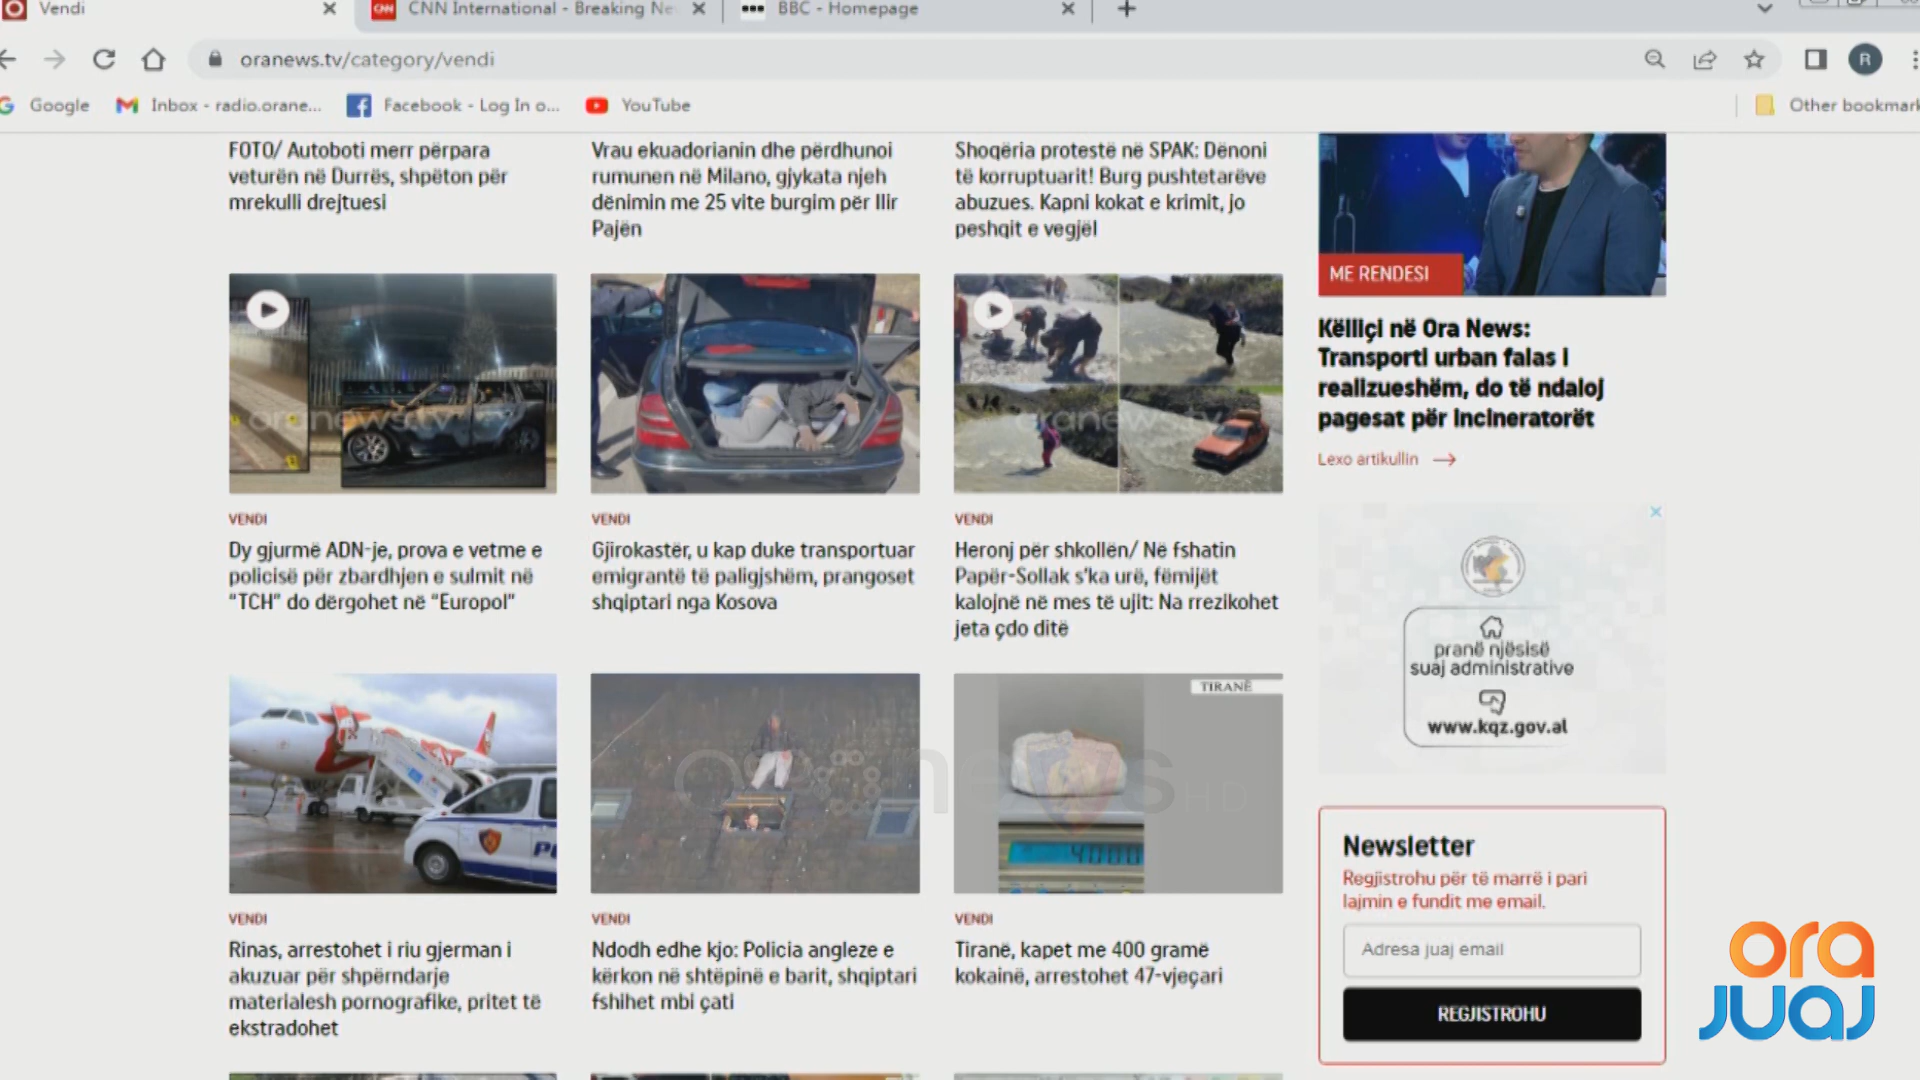 Vendi
CNN International - Breaking Ne
BBC - Homepage
oranews.tv/category/vendi
R
Google
Inbox - radio.orane...
Facebook - Log In o...
YouTube
Other bookmark
FOTO/ Autoboti merr përpara
veturën në Durrës, shpëton për
mrekulli drejtuesi
Vrau ekuadorianin dhe përdhunoi
rumunen në Milano, gjykata njeh
dënimin me 25 vite burgim për Ilir
Pajën
Shoqëria protestë në SPAK: Dënoni
të korruptuarit! Burg pushtetarëve
abuzues. Kapni kokat e krimit, jo
peshqit e vegjël
ME RENDESI
Këlliçi në Ora News:
Transporti urban falas i
realizueshëm, do të ndaloj
pagesat për incineratorët
Lexo artikullin
oranews.tv
oranews.tv
VENDI
Dy gjurmë ADN-je, prova e vetme e
policisë për zbardhjen e sulmit në
“TCH” do dërgohet në “Europol”
VENDI
Gjirokastër, u kap duke transportuar
emigrantë të paligjshëm, prangoset
shqiptari nga Kosova
VENDI
Heronj për shkollën/ Në fshatin
Papër-Sollak s’ka urë, fëmijët
kalojnë në mes të ujit: Na rrezikohet
jeta çdo ditë
pranë njësisë
suaj administrative
www.kqz.gov.al
TIRANË
4000
oranews HD
VENDI
Rinas, arrestohet i riu gjerman i
akuzuar për shpërndarje
materialesh pornografike, pritet të
ekstradohet
VENDI
Ndodh edhe kjo: Policia angleze e
kërkon në shtëpinë e barit, shqiptari
fshihet mbi çati
VENDI
Tiranë, kapet me 400 gramë
kokainë, arrestohet 47-vjeçari
Newsletter
Regjistrohu për të marrë i pari
lajmin e fundit me email.
Adresa juaj email
REGJISTROHU
ora
juaj